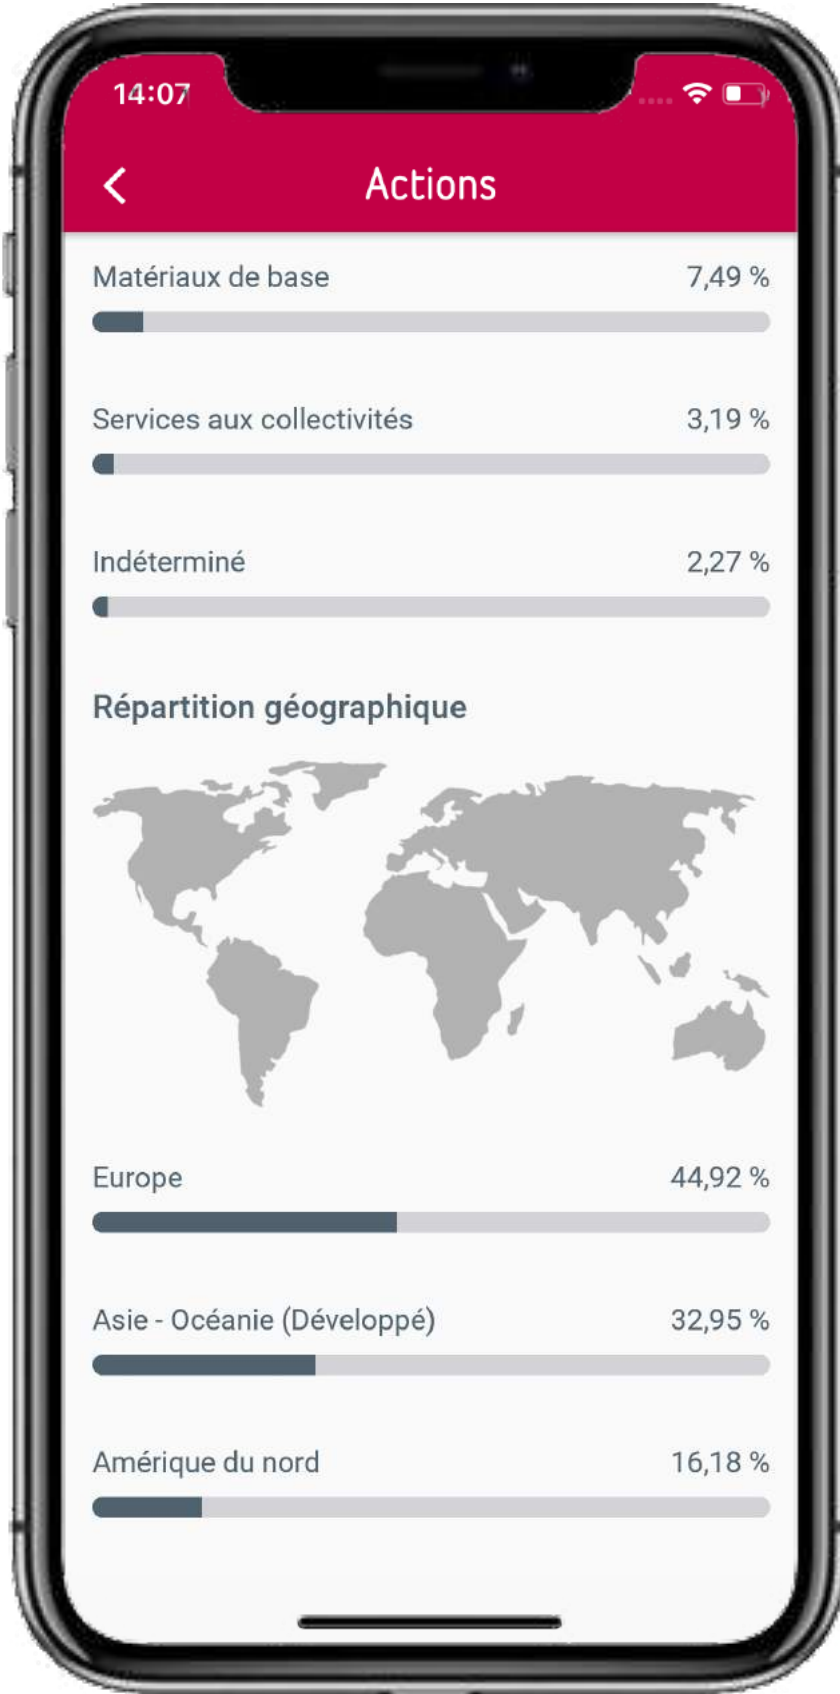 14:07
Actions
Matériaux de base 7,49 %
Services aux collectivités 3,19 %
Indéterminé 2,27 %
Répartition géographique
Europe 44,92 %
Asie - Océanie (Développé) 32,95 %
Amérique du nord 16,18 %